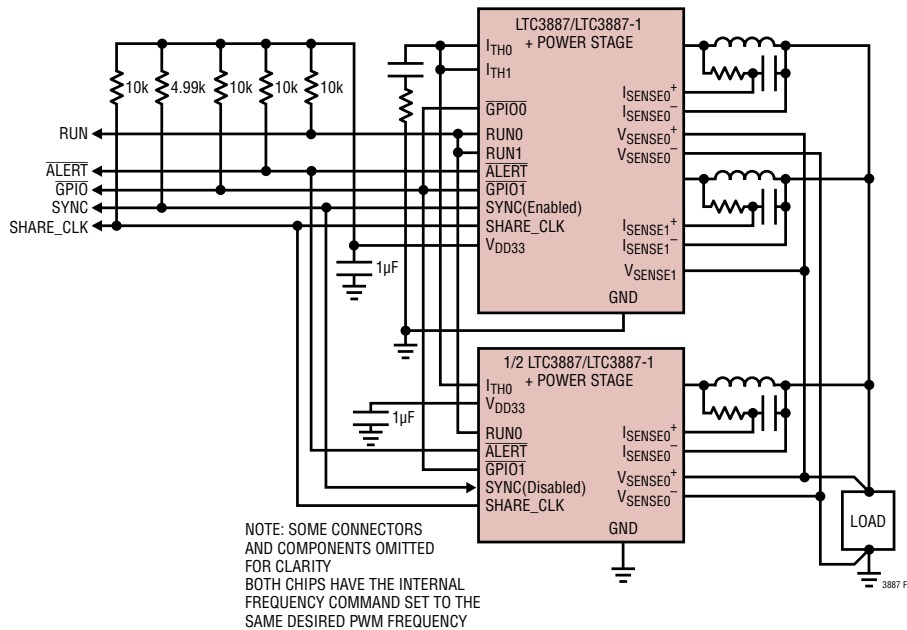 LTC3887/LTC3887-1
+ POWER STAGE
ITH0
ITH1
GPIO0
RUN0
RUN1
ALERT
GPIO1
SYNC(Enabled)
SHARE_CLK
VDD33
ISENSE0+
ISENSE0–
VSENSE0+
VSENSE0–
ISENSE1+
ISENSE1–
VSENSE1
GND
10k
4.99k
10k
10k
10k
RUN
ALERT
GPIO
SYNC
SHARE_CLK
1µF
1/2 LTC3887/LTC3887-1
+ POWER STAGE
ITH0
VDD33
RUN0
ALERT
GPIO1
SYNC(Disabled)
SHARE_CLK
ISENSE0+
ISENSE0–
VSENSE0+
VSENSE0–
GND
1µF
LOAD
NOTE: SOME CONNECTORS
AND COMPONENTS OMITTED
FOR CLARITY
BOTH CHIPS HAVE THE INTERNAL
FREQUENCY COMMAND SET TO THE
SAME DESIRED PWM FREQUENCY
3887 F